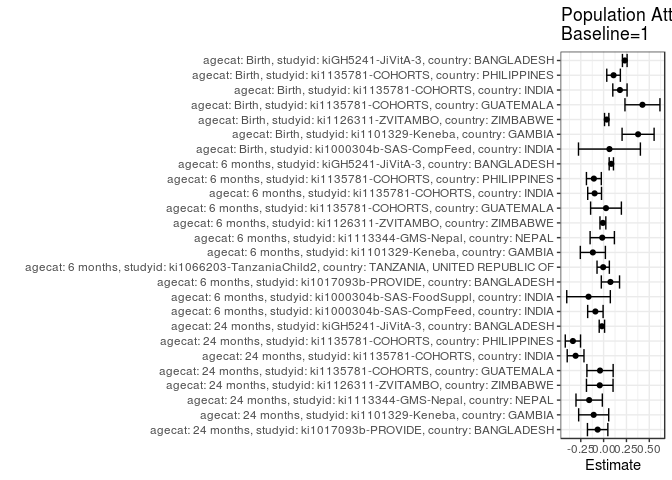 Population Att
Baseline=1
agecat: Birth, studyid: kiGH5241-JiVitA-3, country: BANGLADESH
agecat: Birth, studyid: ki1135781-COHORTS, country: PHILIPPINES
agecat: Birth, studyid: ki1135781-COHORTS, country: INDIA
agecat: Birth, studyid: ki1135781-COHORTS, country: GUATEMALA
agecat: Birth, studyid: ki1126311-ZVITAMBO, country: ZIMBABWE
agecat: Birth, studyid: ki1101329-Keneba, country: GAMBIA
agecat: Birth, studyid: ki1000304b-SAS-CompFeed, country: INDIA
agecat: 6 months, studyid: kiGH5241-JiVitA-3, country: BANGLADESH
agecat: 6 months, studyid: ki1135781-COHORTS, country: PHILIPPINES
agecat: 6 months, studyid: ki1135781-COHORTS, country: INDIA
agecat: 6 months, studyid: ki1135781-COHORTS, country: GUATEMALA
agecat: 6 months, studyid: ki1126311-ZVITAMBO, country: ZIMBABWE
agecat: 6 months, studyid: ki1113344-GMS-Nepal, country: NEPAL
agecat: 6 months, studyid: ki1101329-Keneba, country: GAMBIA
agecat: 6 months, studyid: ki1066203-TanzaniaChild2, country: TANZANIA, UNITED REPUBLIC OF
agecat: 6 months, studyid: ki1017093b-PROVIDE, country: BANGLADESH
agecat: 6 months, studyid: ki1000304b-SAS-FoodSuppl, country: INDIA
agecat: 6 months, studyid: ki1000304b-SAS-CompFeed, country: INDIA
agecat: 24 months, studyid: kiGH5241-JiVitA-3, country: BANGLADESH
agecat: 24 months, studyid: ki1135781-COHORTS, country: PHILIPPINES
agecat: 24 months, studyid: ki1135781-COHORTS, country: INDIA
agecat: 24 months, studyid: ki1135781-COHORTS, country: GUATEMALA
agecat: 24 months, studyid: ki1126311-ZVITAMBO, country: ZIMBABWE
agecat: 24 months, studyid: ki1113344-GMS-Nepal, country: NEPAL
agecat: 24 months, studyid: ki1101329-Keneba, country: GAMBIA
agecat: 24 months, studyid: ki1017093b-PROVIDE, country: BANGLADESH
-0.25 0.00 0.25 0.50
Estimate